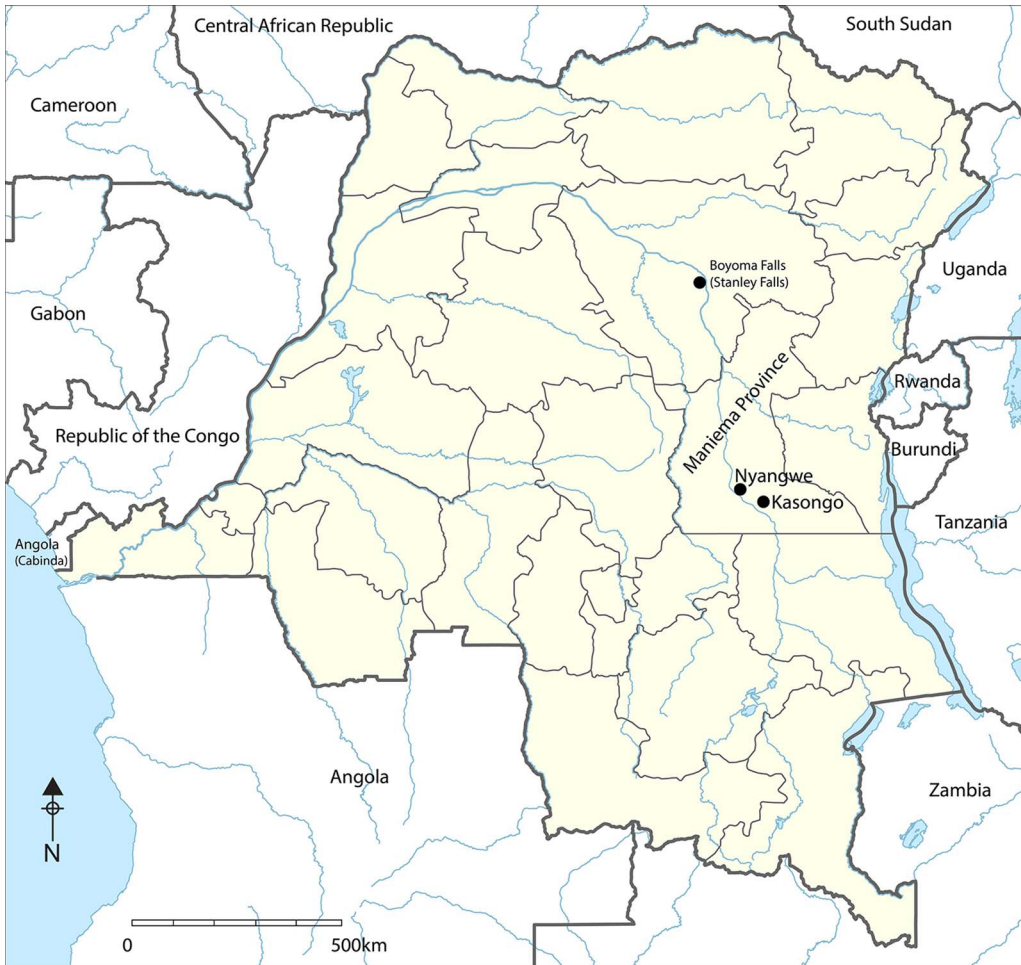 Central African Republic
South Sudan
Cameroon
Boyoma Falls
(Stanley Falls)
Uganda
Gabon
Rwanda
Maniema Province
Republic of the Congo
Burundi
Nyangwe
Kasongo
Tanzania
Angola
(Cabinda)
Angola
Zambia
N
0
500km